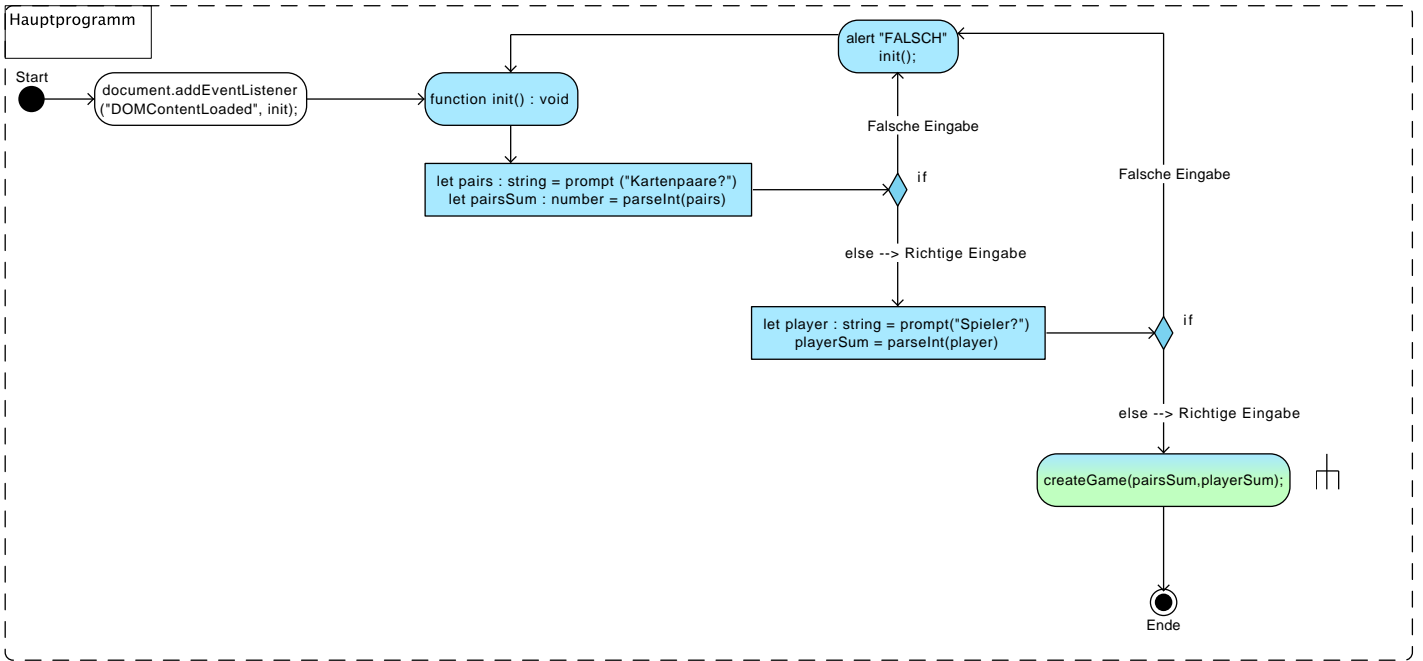 Hauptprogramm
Start
document.addEventListener
("DOMContentLoaded", init);
function init() : void
alert "FALSCH"
init();
Falsche Eingabe
let pairs : string = prompt ("Kartenpaare?")
let pairsSum : number = parseInt(pairs)
if
Falsche Eingabe
else --> Richtige Eingabe
let player : string = prompt("Spieler?")
playerSum = parseInt(player)
if
else --> Richtige Eingabe
createGame(pairsSum,playerSum);
Ende